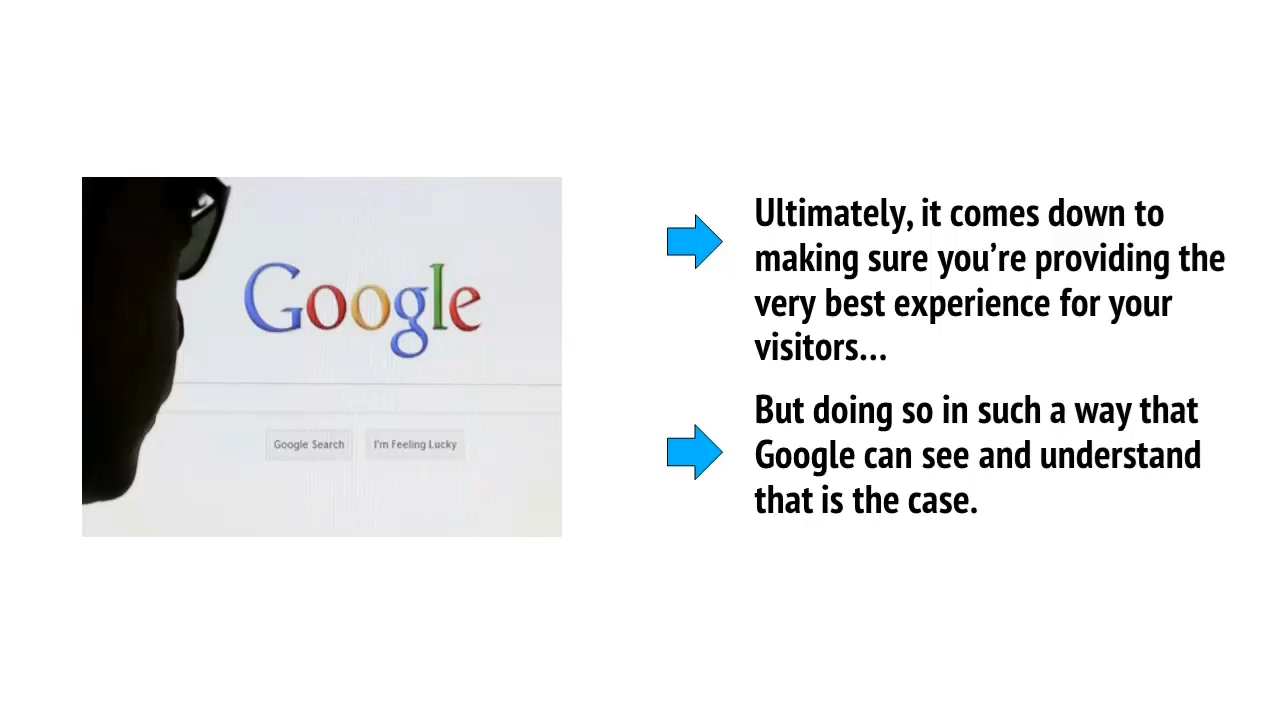 Google
Google Search
I'm Feeling Lucky
Ultimately, it comes down to
making sure you’re providing the
very best experience for your
visitors...
But doing so in such a way that
Google can see and understand
that is the case.